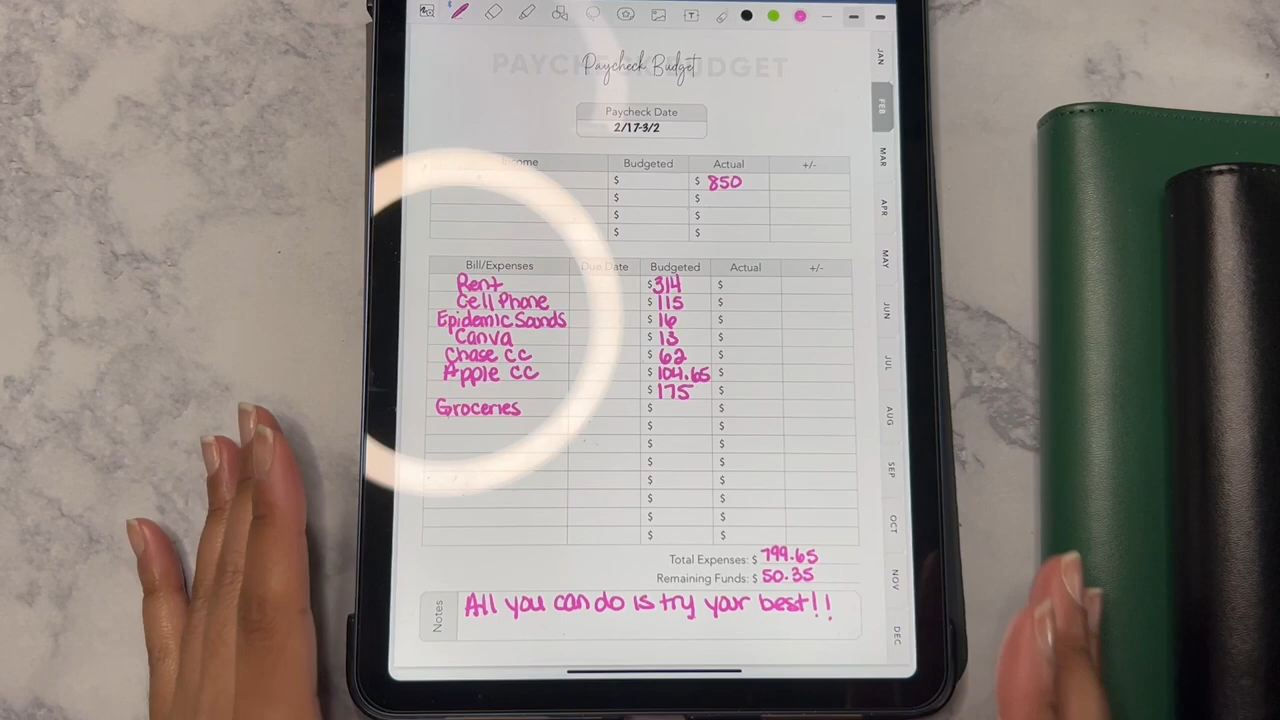 PAYCHECK BUDGET
Paycheck Budget
Paycheck Date
2/17-3/2
Income Budgeted Actual +/-
$ $ 850
$ $
$ $
$ $
Bill/Expenses Due Date Budgeted Actual +/-
Rent $ 314 $
Cell Phone $ 115 $
Epidemic Sounds $ 16 $
Canva $ 13 $
Chase CC $ 62 $
Apple CC $ 104.65 $
$ 175 $
Groceries $ $
$ $
$ $
$ $
$ $
$ $
$ $
$ $
Total Expenses: $ 799.65
Remaining Funds: $ 50.35
Notes All you can do is try your best!!
JAN
FEB
MAR
APR
MAY
JUN
JUL
AUG
SEP
OCT
NOV
DEC